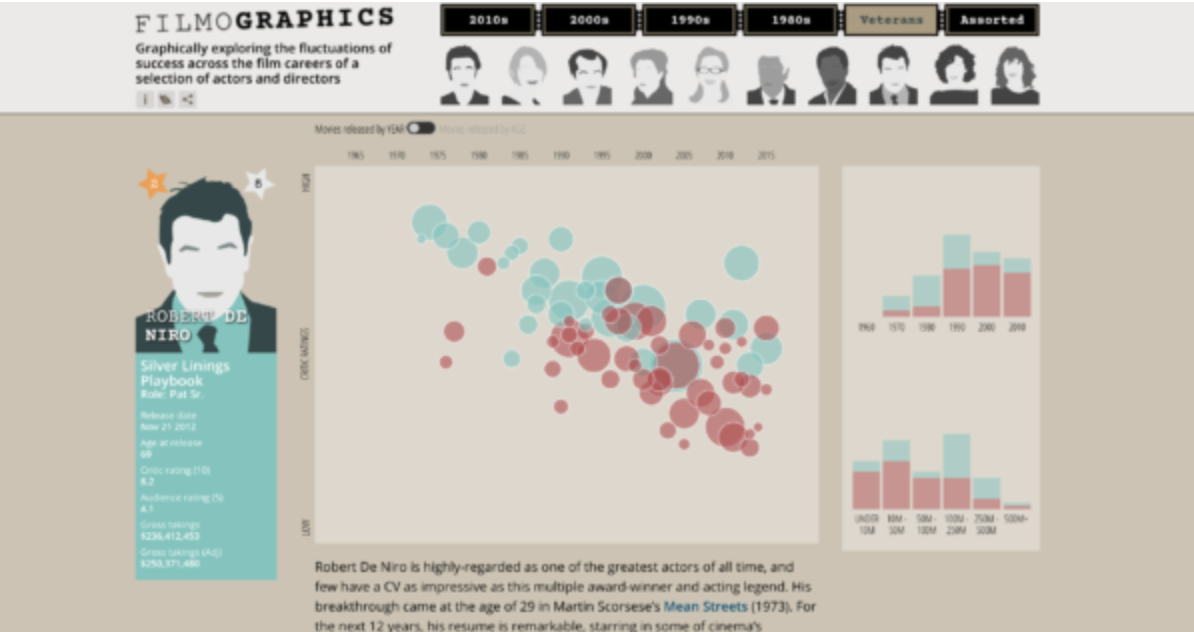 FILMOGRAPHICS
Graphically exploring the fluctuations of
success across the film careers of a
selection of actors and directors
2010s 2000s 1990s 1980s Veterans Assorted
Movies released by YEAR Movies released by AGE
1965 1970 1975 1980 1985 1990 1995 2000 2005 2010 2015
HIGH
CRITIC RATINGS
LOW
2
5
ROBERT DE
NIRO
Silver Linings
Playbook
Role: Pat Sr.
Release date
Nov 21 2012
Age at release
69
Critic rating (10)
8.2
Audience rating (5)
4.1
Gross takings
$236,412,453
Gross takings (Adj)
$250,371,480
1960 1970 1980 1990 2000 2010
UNDER 10M
10M - 50M
50M - 100M
100M - 250M
250M - 500M
500M+
Robert De Niro is highly-regarded as one of the greatest actors of all time, and
few have a CV as impressive as this multiple award-winner and acting legend. His
breakthrough came at the age of 29 in Martin Scorsese's Mean Streets (1973). For
the next 12 years, his resume is remarkable, starring in some of cinema's